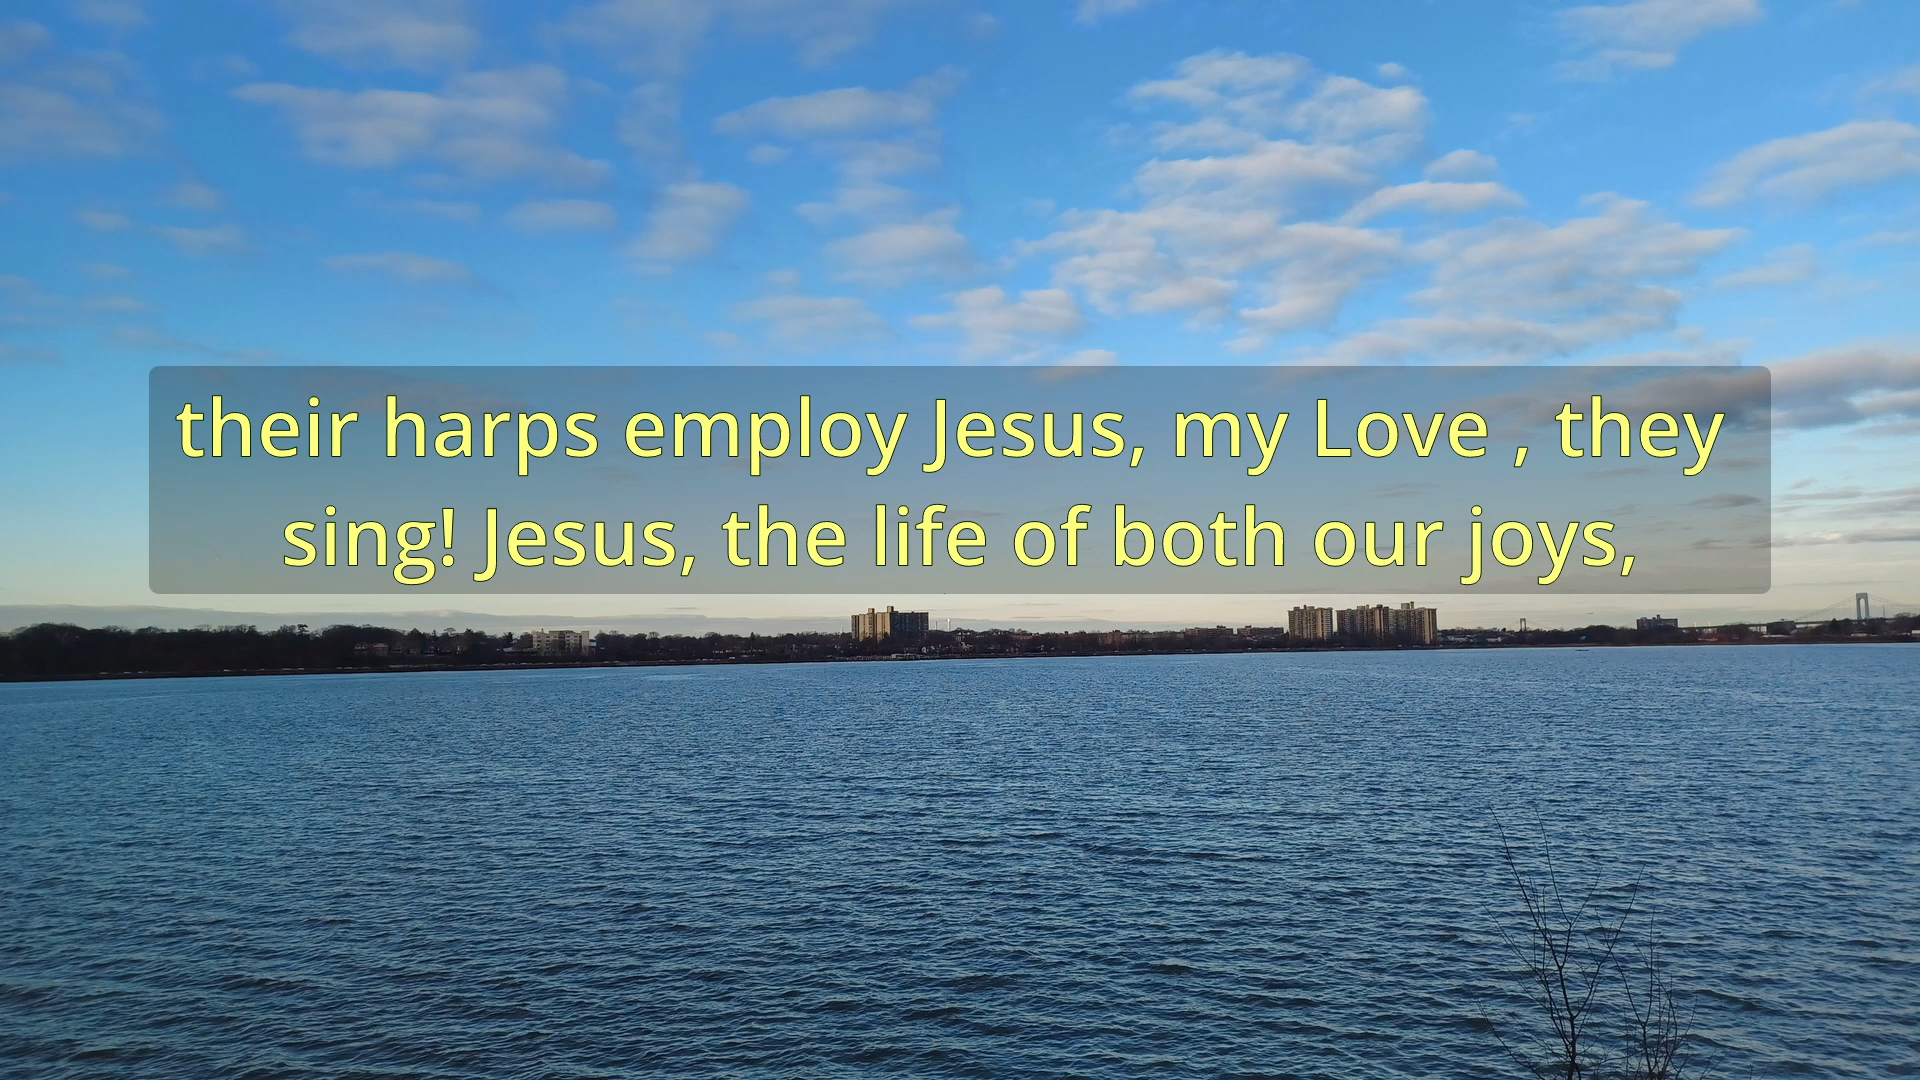 their harps employ Jesus, my Love , they
sing! Jesus, the life of both our joys,